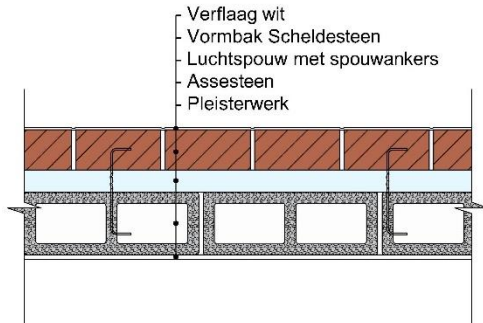 Verflaag wit
Vormbak Scheldesteen
Luchtspouw met spouwankers
Assesteen
Pleisterwerk